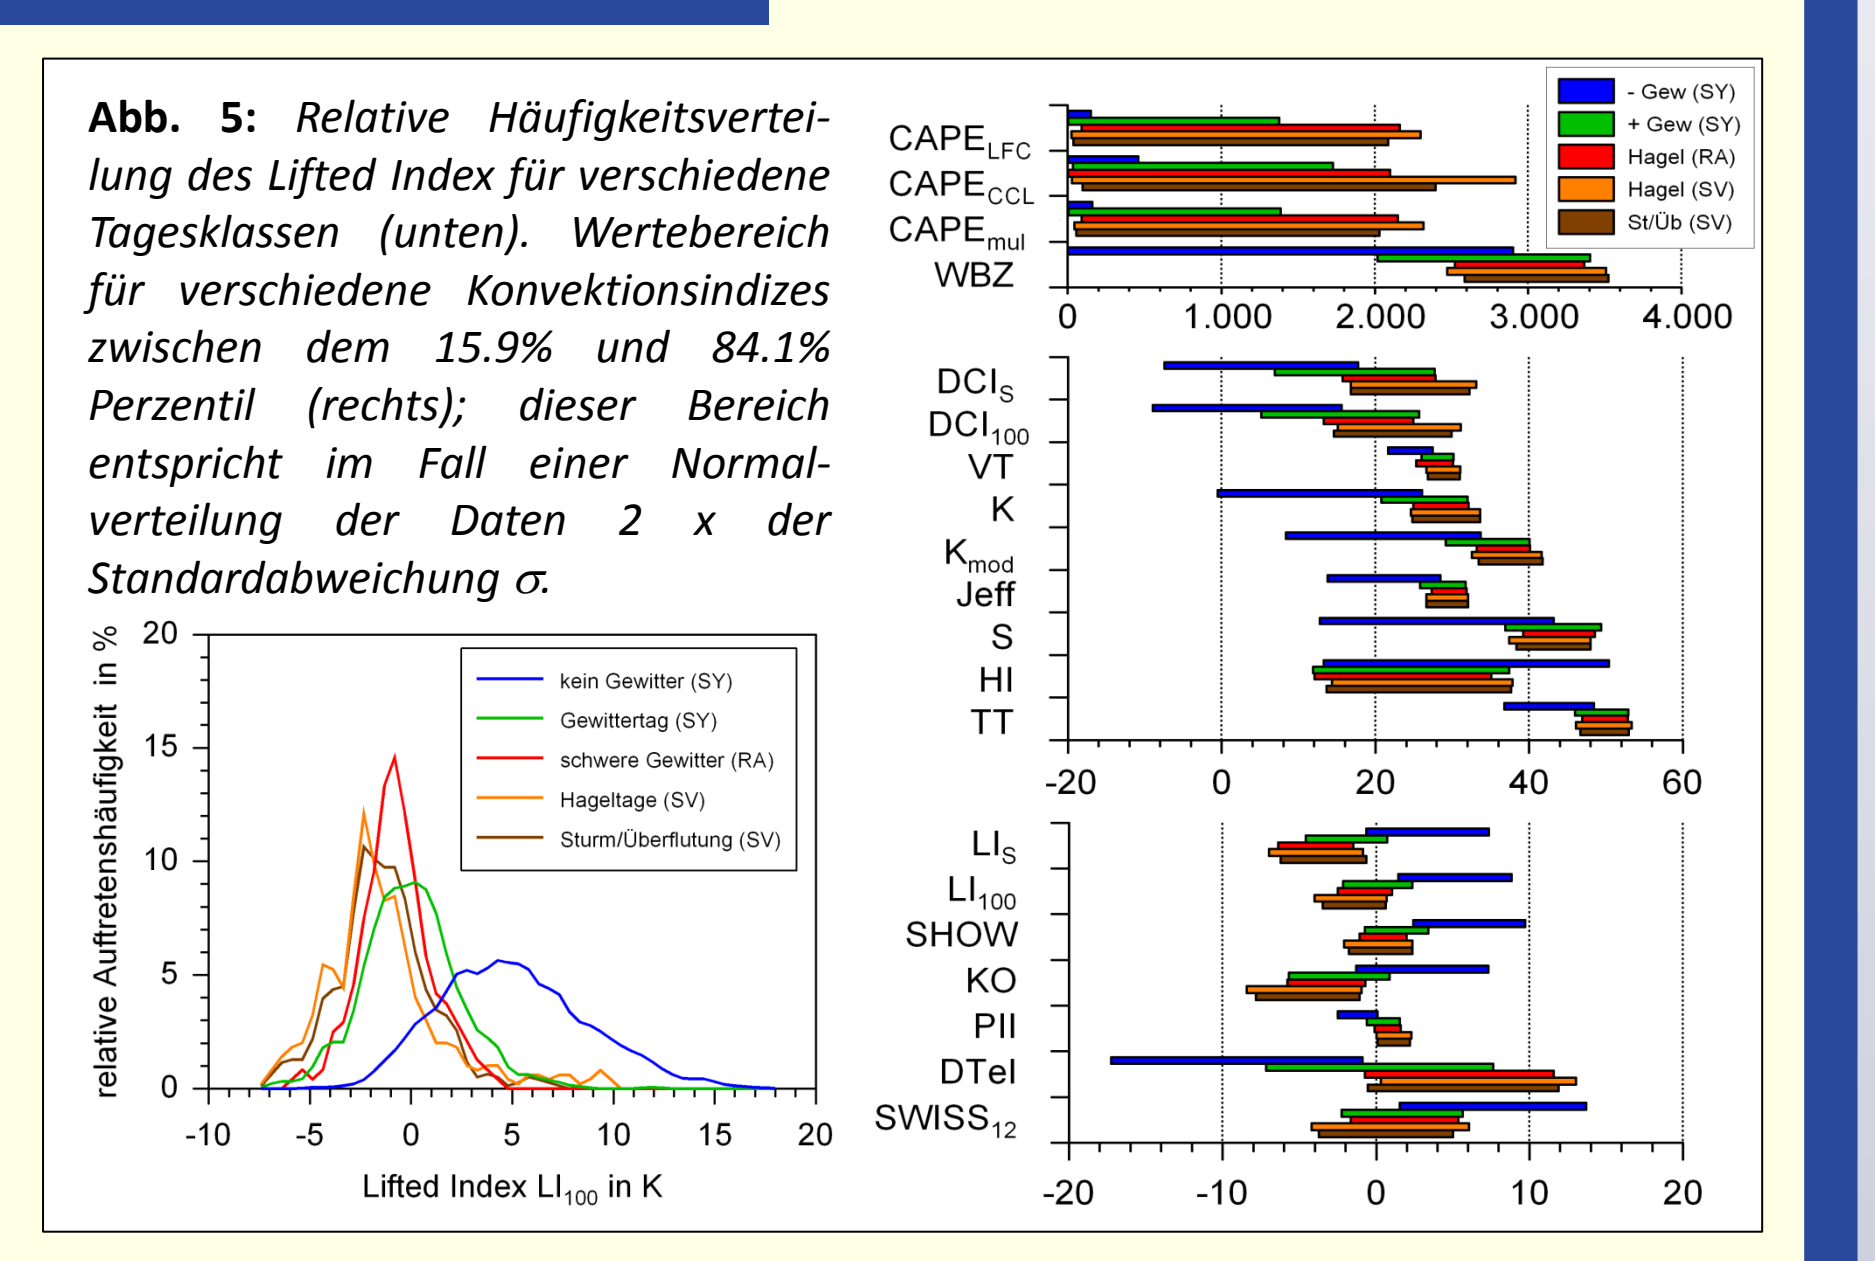 Abb. 5: Relative Häufigkeitsvertei-
lung des Lifted Index für verschiedene
Tagesklassen (unten). Wertebereich
für verschiedene Konvektionsindizes
zwischen dem 15.9% und 84.1%
Perzentil (rechts); dieser Bereich
entspricht im Fall einer Normal-
verteilung der Daten 2 x der
Standardabweichung σ.
relative Auftretenshäufigkeit in %
20
15
10
5
0
kein Gewitter (SY)
Gewittertag (SY)
schwere Gewitter (RA)
Hageltage (SV)
Sturm/Überflutung (SV)
-10 -5 0 5 10 15 20
Lifted Index LI100 in K
- Gew (SY)
+ Gew (SY)
Hagel (RA)
Hagel (SV)
St/Üb (SV)
CAPELFC
CAPECCL
CAPEmul
WBZ
0 1.000 2.000 3.000 4.000
DCIS
DCI100
VT
K
Kmod
Jeff
S
HI
TT
-20 0 20 40 60
LIS
LI100
SHOW
KO
PII
DTeI
SWISS12
-20 -10 0 10 20